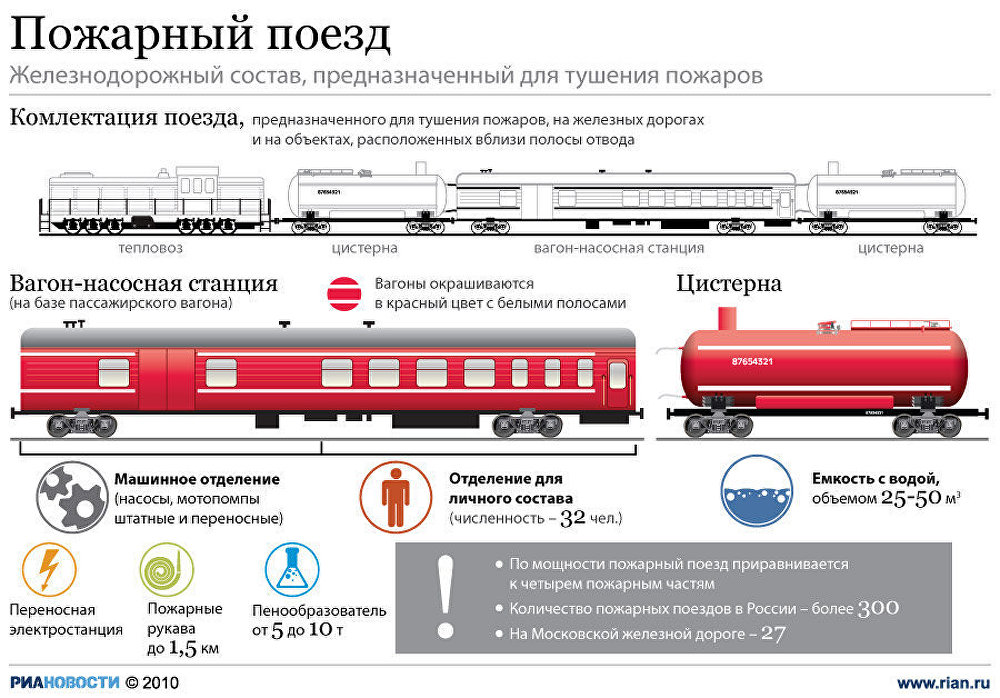 Пожарный поезд
Железнодорожный состав, предназначенный для тушения пожаров
Комлектация поезда, предназначенного для тушения пожаров, на железных дорогах
и на объектах, расположенных вблизи полосы отвода
87654321
87654321
тепловоз
цистерна
вагон-насосная станция
цистерна
Вагон-насосная станция
(на базе пассажирского вагона)
Вагоны окрашиваются
в красный цвет с белыми полосами
Цистерна
87654321
87654321
Машинное отделение
(насосы, мотопомпы
штатные и переносные)
Отделение для
личного состава
(численность – 32 чел.)
Емкость с водой,
объемом 25-50 м³
Переносная
электростанция
Пожарные
рукава
до 1,5 км
Пенообразователь
от 5 до 10 т
!
• По мощности пожарный поезд приравнивается
к четырем пожарным частям
• Количество пожарных поездов в России – более 300
• На Московской железной дороге – 27
РИАНОВОСТИ © 2010
www.rian.ru